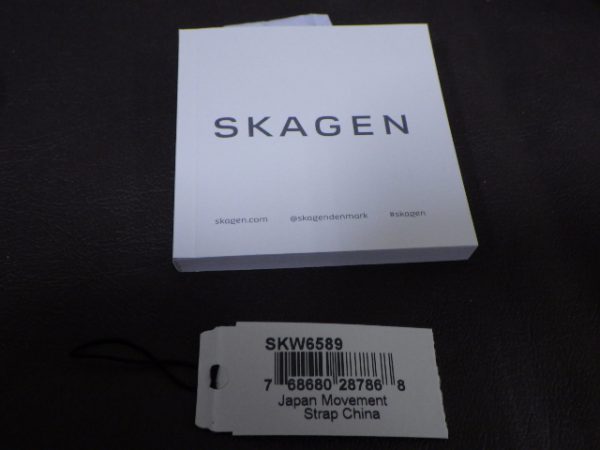 SKAGEN
skagen.com @skagendenmark #skagen
SKW6589
7 68680 28786 8
Japan Movement
Strap China